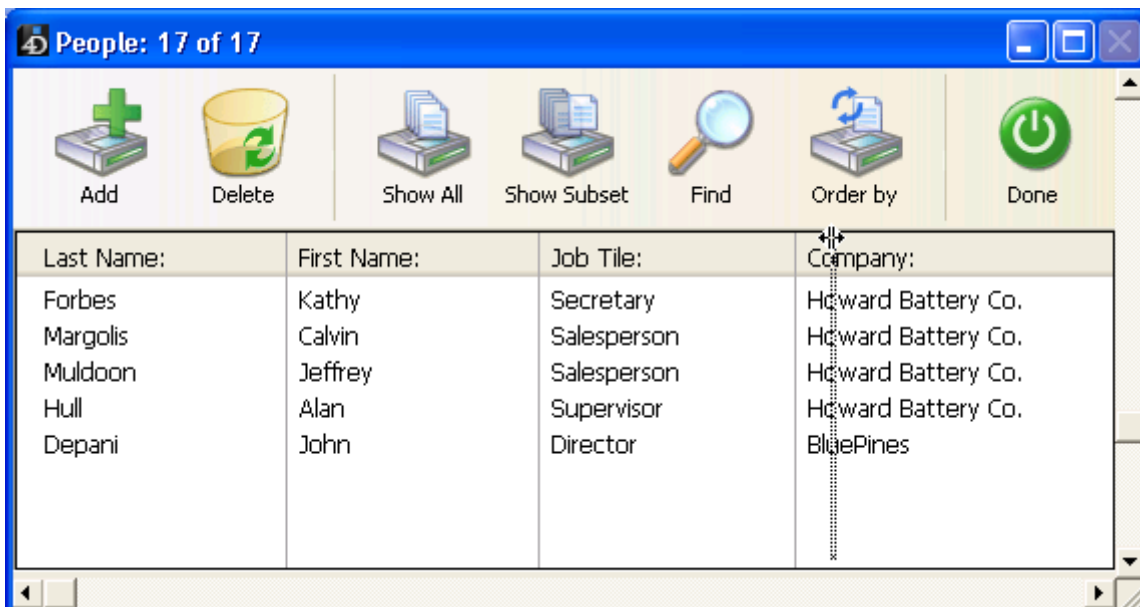 4D People: 17 of 17
Add Delete Show All Show Subset Find Order by Done
Last Name: First Name: Job Tile: Company:
Forbes Kathy Secretary Howard Battery Co.
Margolis Calvin Salesperson Howard Battery Co.
Muldoon Jeffrey Salesperson Howard Battery Co.
Hull Alan Supervisor Howard Battery Co.
Depani John Director BluePines